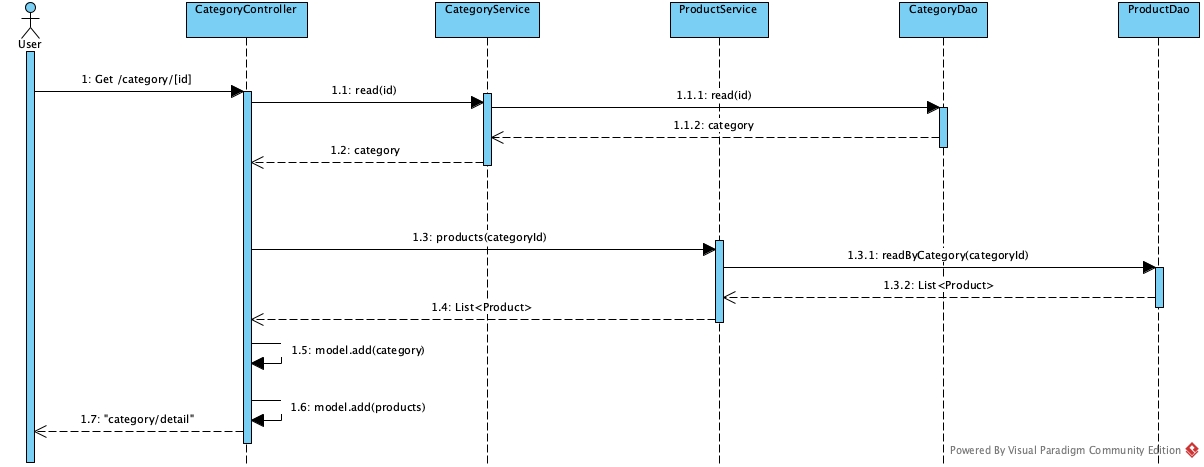 CategoryController
CategoryService
ProductService
CategoryDao
ProductDao
User
1: Get /category/[id]
1.1: read(id)
1.1.1: read(id)
1.1.2: category
1.2: category
1.3: products(categoryId)
1.3.1: readByCategory(categoryId)
1.3.2: List<Product>
1.4: List<Product>
1.5: model.add(category)
1.6: model.add(products)
1.7: "category/detail"
Powered By Visual Paradigm Community Edition